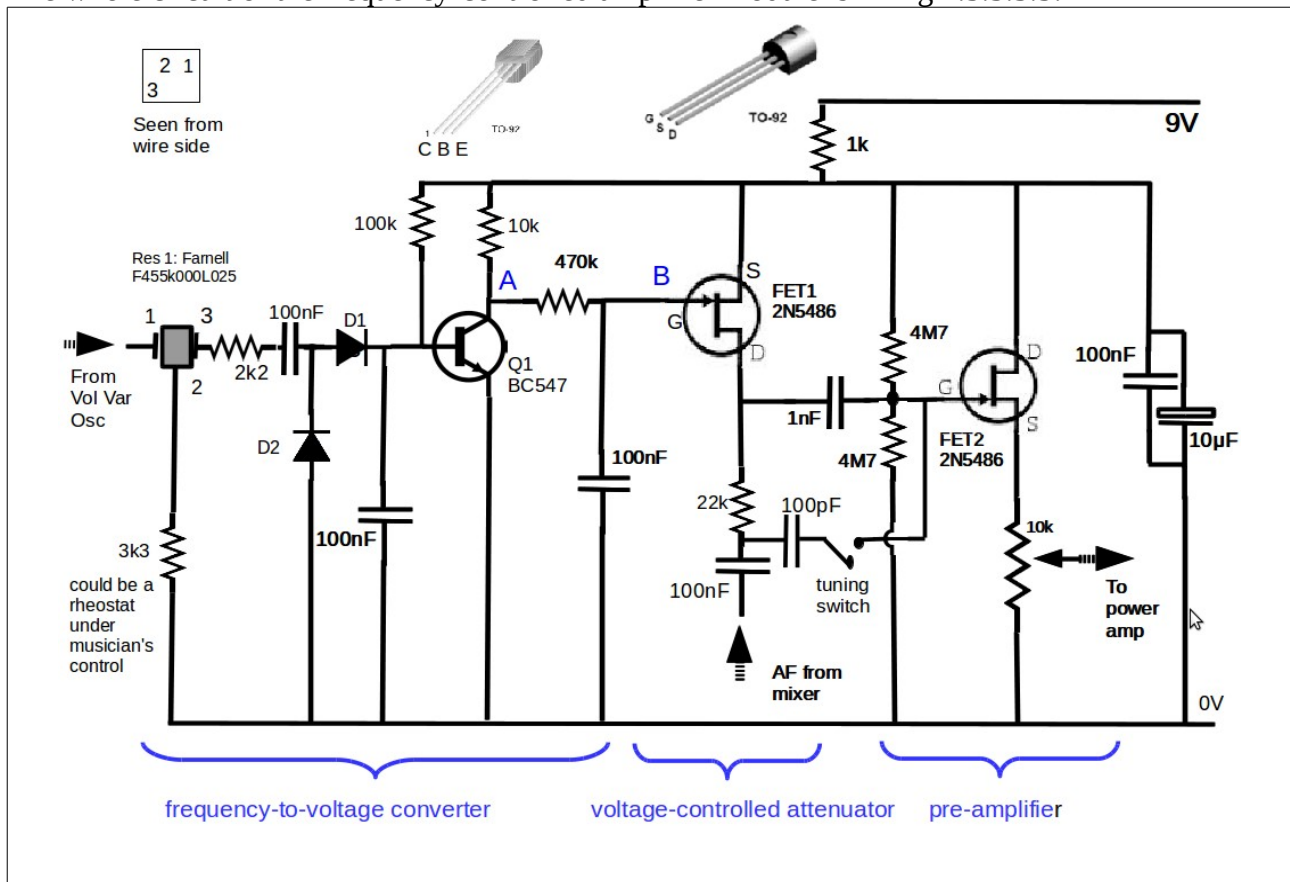 2 1
3
Seen from
wire side
TO-92
1
C B E
TO-92
G
S
D
9V
1k
100k
10k
470k
A
B
Res 1: Farnell
F455k000L025
1
3
2
2k2
100nF
D1
D2
From
Vol Var
Osc
Q1
BC547
S
G
D
FET1
2N5486
4M7
4M7
1nF
G
D
S
FET2
2N5486
100nF
10µF
100nF
100nF
22k
100pF
100nF
tuning
switch
10k
To
power
amp
3k3
could be a
rheostat
under
musician's
control
AF from
mixer
0V
frequency-to-voltage converter
voltage-controlled attenuator
pre-amplifier